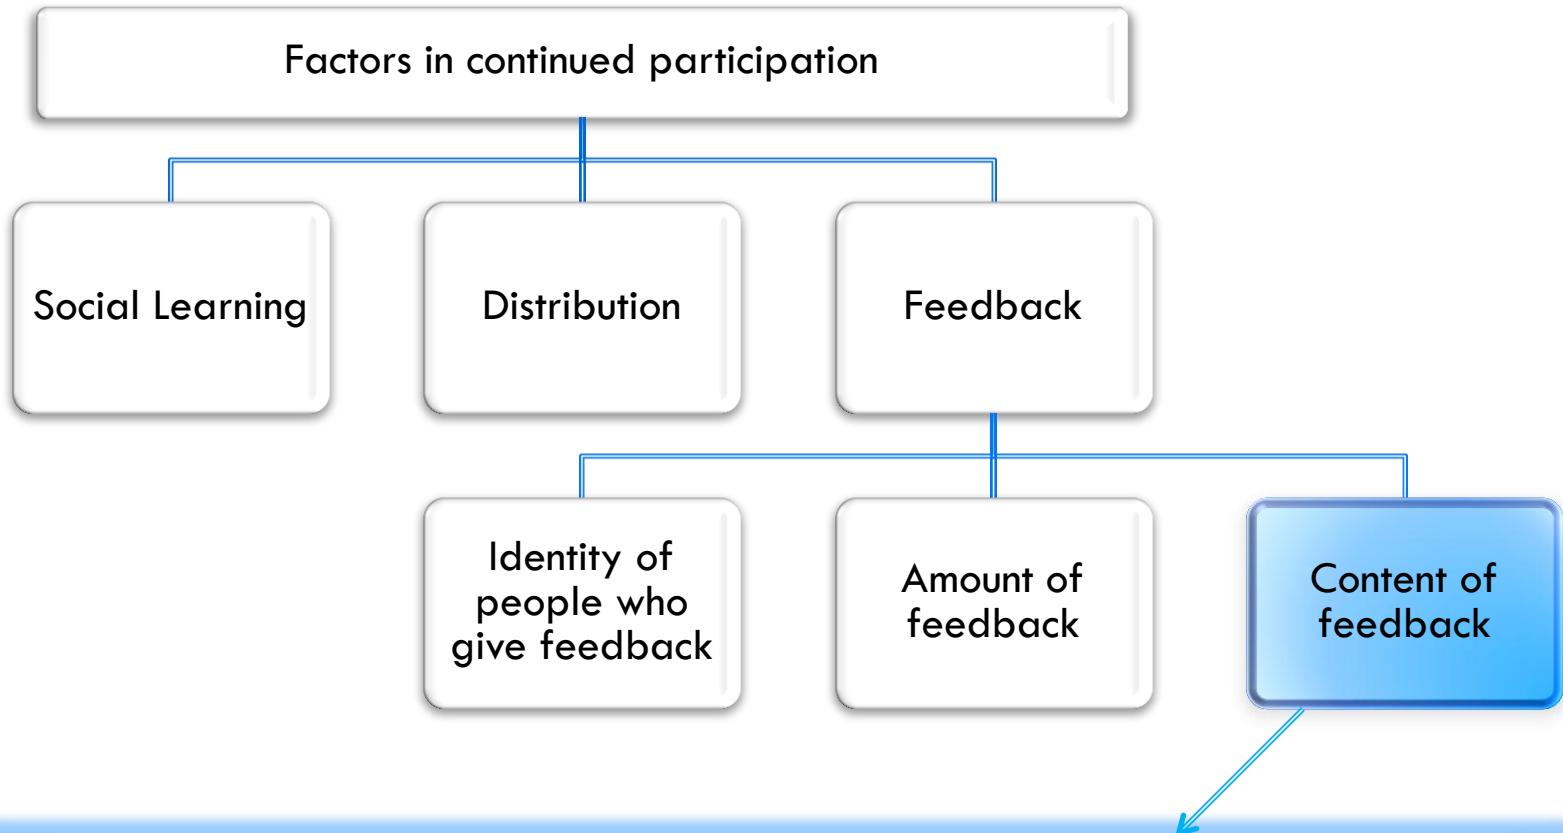 Factors in continued participation
Social Learning
Distribution
Feedback
Identity of
people who
give feedback
Amount of
feedback
Content of
feedback